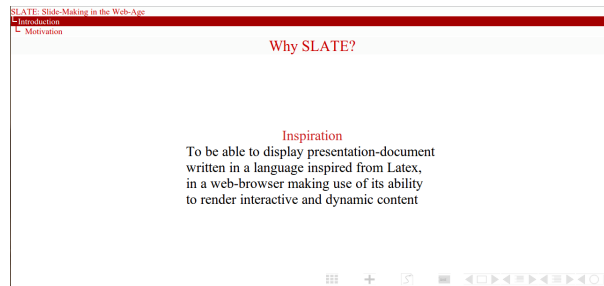 SLATE: Slide-Making in the Web-Age
Introduction
Motivation
Why SLATE?
Inspiration
To be able to display presentation-document
written in a language inspired from Latex,
in a web-browser making use of its ability
to render interactive and dynamic content